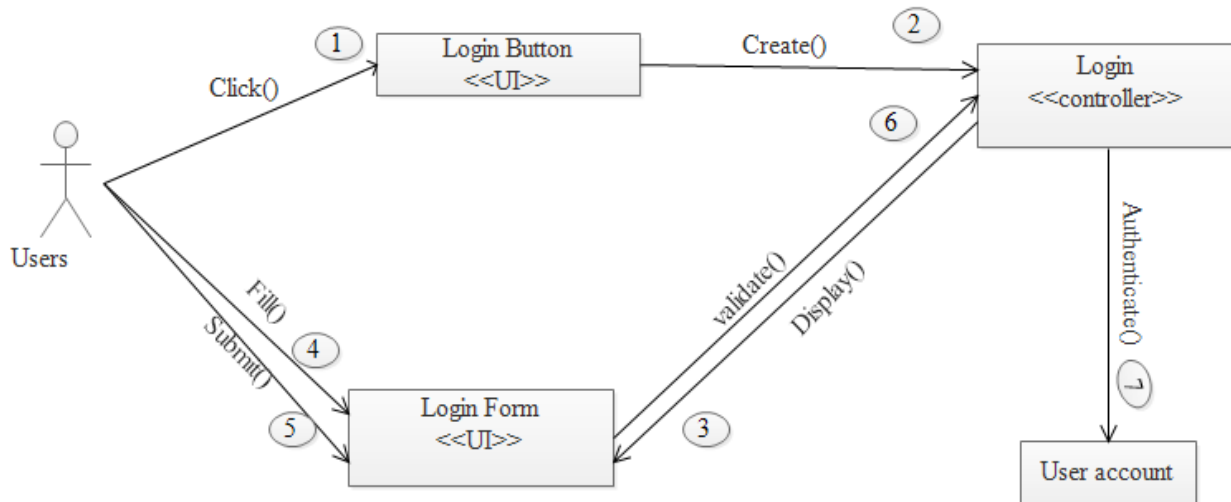 1
Login Button
<<UI>>
Create()
2
Login
<<controller>>
Click()
6
Users
Authenticate()
validate()
Display()
Fill()
Submit()
4
7
Login Form
<<UI>>
5
3
User account